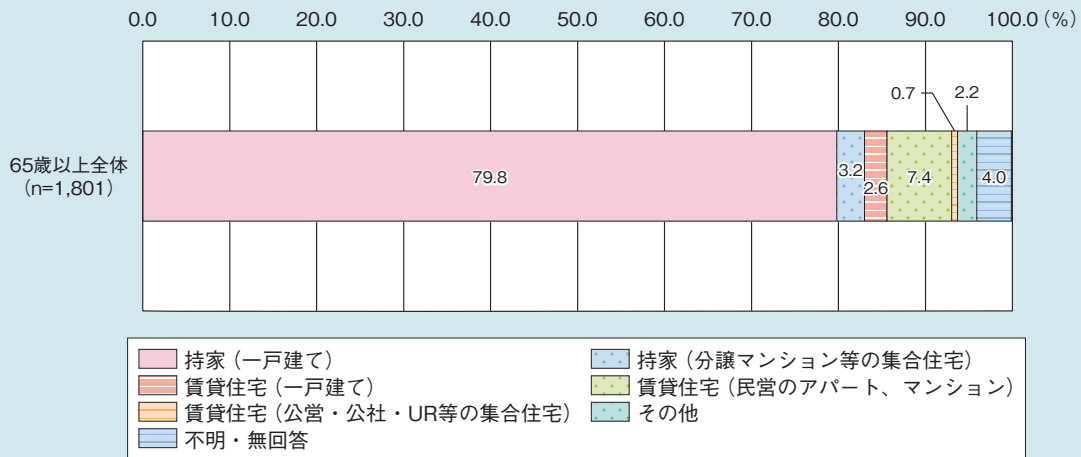 0.0 10.0 20.0 30.0 40.0 50.0 60.0 70.0 80.0 90.0 100.0(%)
0.7 2.2
65歳以上全体
(n=1,801)
79.8 3.2 2.6 7.4 4.0
持家(一戸建て) 持家(分譲マンション等の集合住宅)
賃貸住宅(一戸建て) 賃貸住宅(民営のアパート、マンション)
賃貸住宅(公営・公社・UR等の集合住宅) その他
不明・無回答